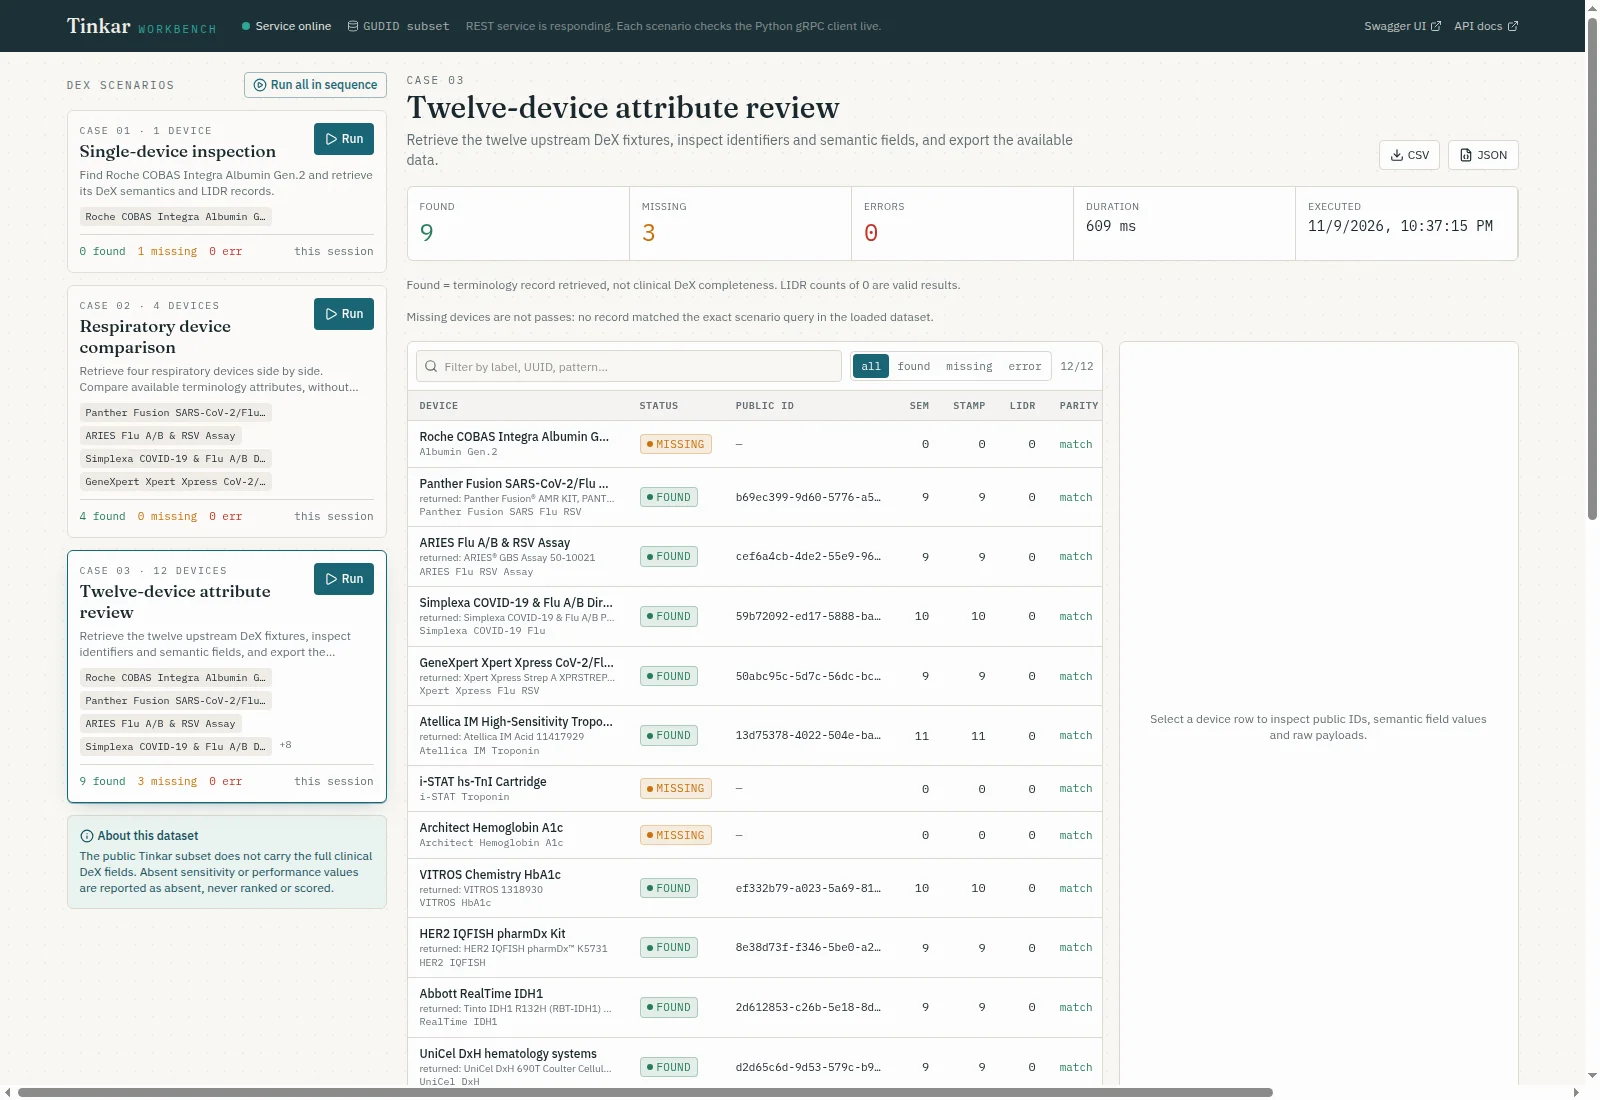 Tinkar WORKBENCH
Service online
GUDID subset
REST service is responding. Each scenario checks the Python gRPC client live.
Swagger UI
API docs
DEX SCENARIOS
Run all in sequence
CASE 01 · 1 DEVICE
Run
Single-device inspection
Find Roche COBAS Integra Albumin Gen.2 and retrieve
its DeX semantics and LIDR records.
Roche COBAS Integra Albumin G…
0 found 1 missing 0 err this session
CASE 02 · 4 DEVICES
Run
Respiratory device
comparison
Retrieve four respiratory devices side by side.
Compare available terminology attributes, without…
Panther Fusion SARS-CoV-2/Flu…
ARIES Flu A/B & RSV Assay
Simplexa COVID-19 & Flu A/B D…
GeneXpert Xpert Xpress CoV-2/…
4 found 0 missing 0 err this session
CASE 03 · 12 DEVICES
Run
Twelve-device attribute
review
Retrieve the twelve upstream DeX fixtures, inspect
identifiers and semantic fields, and export the…
Roche COBAS Integra Albumin G…
Panther Fusion SARS-CoV-2/Flu…
ARIES Flu A/B & RSV Assay
Simplexa COVID-19 & Flu A/B D… +8
9 found 3 missing 0 err this session
About this dataset
The public Tinkar subset does not carry the full clinical
DeX fields. Absent sensitivity or performance values
are reported as absent, never ranked or scored.
CASE 03
Twelve-device attribute review
Retrieve the twelve upstream DeX fixtures, inspect identifiers and semantic fields, and export the available
data.
CSV
JSON
FOUND
9
MISSING
3
ERRORS
0
DURATION
609 ms
EXECUTED
11/9/2026, 10:37:15 PM
Found = terminology record retrieved, not clinical DeX completeness. LIDR counts of 0 are valid results.
Missing devices are not passes: no record matched the exact scenario query in the loaded dataset.
Filter by label, UUID, pattern…
all found missing error 12/12
DEVICE STATUS PUBLIC ID SEM STAMP LIDR PARITY
Roche COBAS Integra Albumin G…
Albumin Gen.2
MISSING – 0 0 0 match
Panther Fusion SARS-CoV-2/Flu …
returned: Panther Fusion® AMR KIT, PANT…
Panther Fusion SARS Flu RSV
FOUND b69ec399-9d60-5776-a5… 9 9 0 match
ARIES Flu A/B & RSV Assay
returned: ARIES® GBS Assay 50-10021
ARIES Flu RSV Assay
FOUND cef6a4cb-4de2-55e9-96… 9 9 0 match
Simplexa COVID-19 & Flu A/B Dir…
returned: Simplexa COVID-19 & Flu A/B P…
Simplexa COVID-19 Flu
FOUND 59b72092-ed17-5888-ba… 10 10 0 match
GeneXpert Xpert Xpress CoV-2/Fl…
returned: Xpert Xpress Strep A XPRSTREP…
Xpert Xpress Flu RSV
FOUND 50abc95c-5d7c-56dc-bc… 9 9 0 match
Atellica IM High-Sensitivity Tropo…
returned: Atellica IM Acid 11417929
Atellica IM Troponin
FOUND 13d75378-4022-504e-ba… 11 11 0 match
i-STAT hs-TnI Cartridge
i-STAT Troponin
MISSING – 0 0 0 match
Architect Hemoglobin A1c
Architect Hemoglobin A1c
MISSING – 0 0 0 match
VITROS Chemistry HbA1c
returned: VITROS 1318930
VITROS HbA1c
FOUND ef332b79-a023-5a69-81… 10 10 0 match
HER2 IQFISH pharmDx Kit
returned: HER2 IQFISH pharmDx™ K5731
HER2 IQFISH
FOUND 8e38d73f-f346-5be0-a2… 9 9 0 match
Abbott RealTime IDH1
returned: Tinto IDH1 R132H (RBT-IDH1) …
RealTime IDH1
FOUND 2d612853-c26b-5e18-8d… 9 9 0 match
UniCel DxH hematology systems
returned: UniCel DxH 690T Coulter Cellul…
UniCel DxH
FOUND d2d65c6d-9d53-579c-b9… 9 9 0 match
Select a device row to inspect public IDs, semantic field values
and raw payloads.